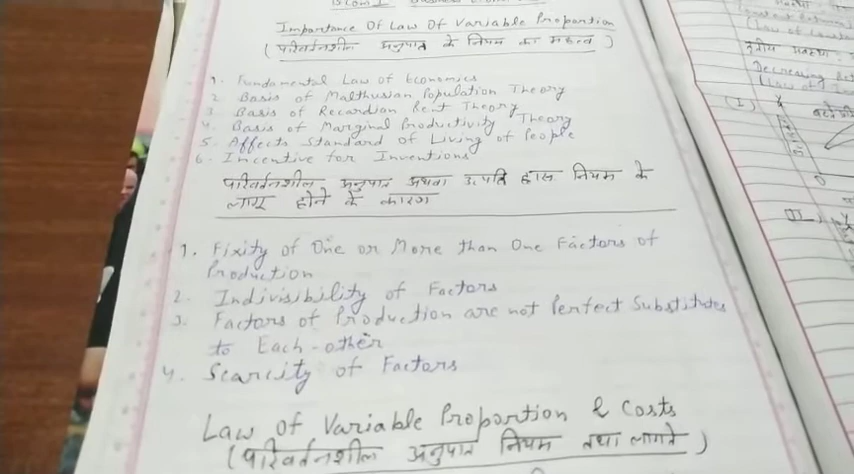 Importance Of Law Of Variable Proportion
(परिवर्तनशील अनुपात के नियम का महत्व)
1. Fundamental Law of Economics
2. Basis of Malthusian Population Theory
3. Basis of Recardian Rent Theory
4. Basis of Marginal Productivity Theory
5. Affects Standard of Living of People
6. Incentive for Inventions
परिवर्तनशील अनुपात अथवा उत्पत्ति ह्रास नियम के
लागू होने के कारण
1. Fixity of One or More than One Factors of
Production
2. Indivisibility of Factors
3. Factors of Production are not Perfect Substitutes
to Each-other
4. Scarcity of Factors
Law of Variable Proportion & Costs
(परिवर्तनशील अनुपात नियम तथा लागतें)
Decreasing
(I)
II